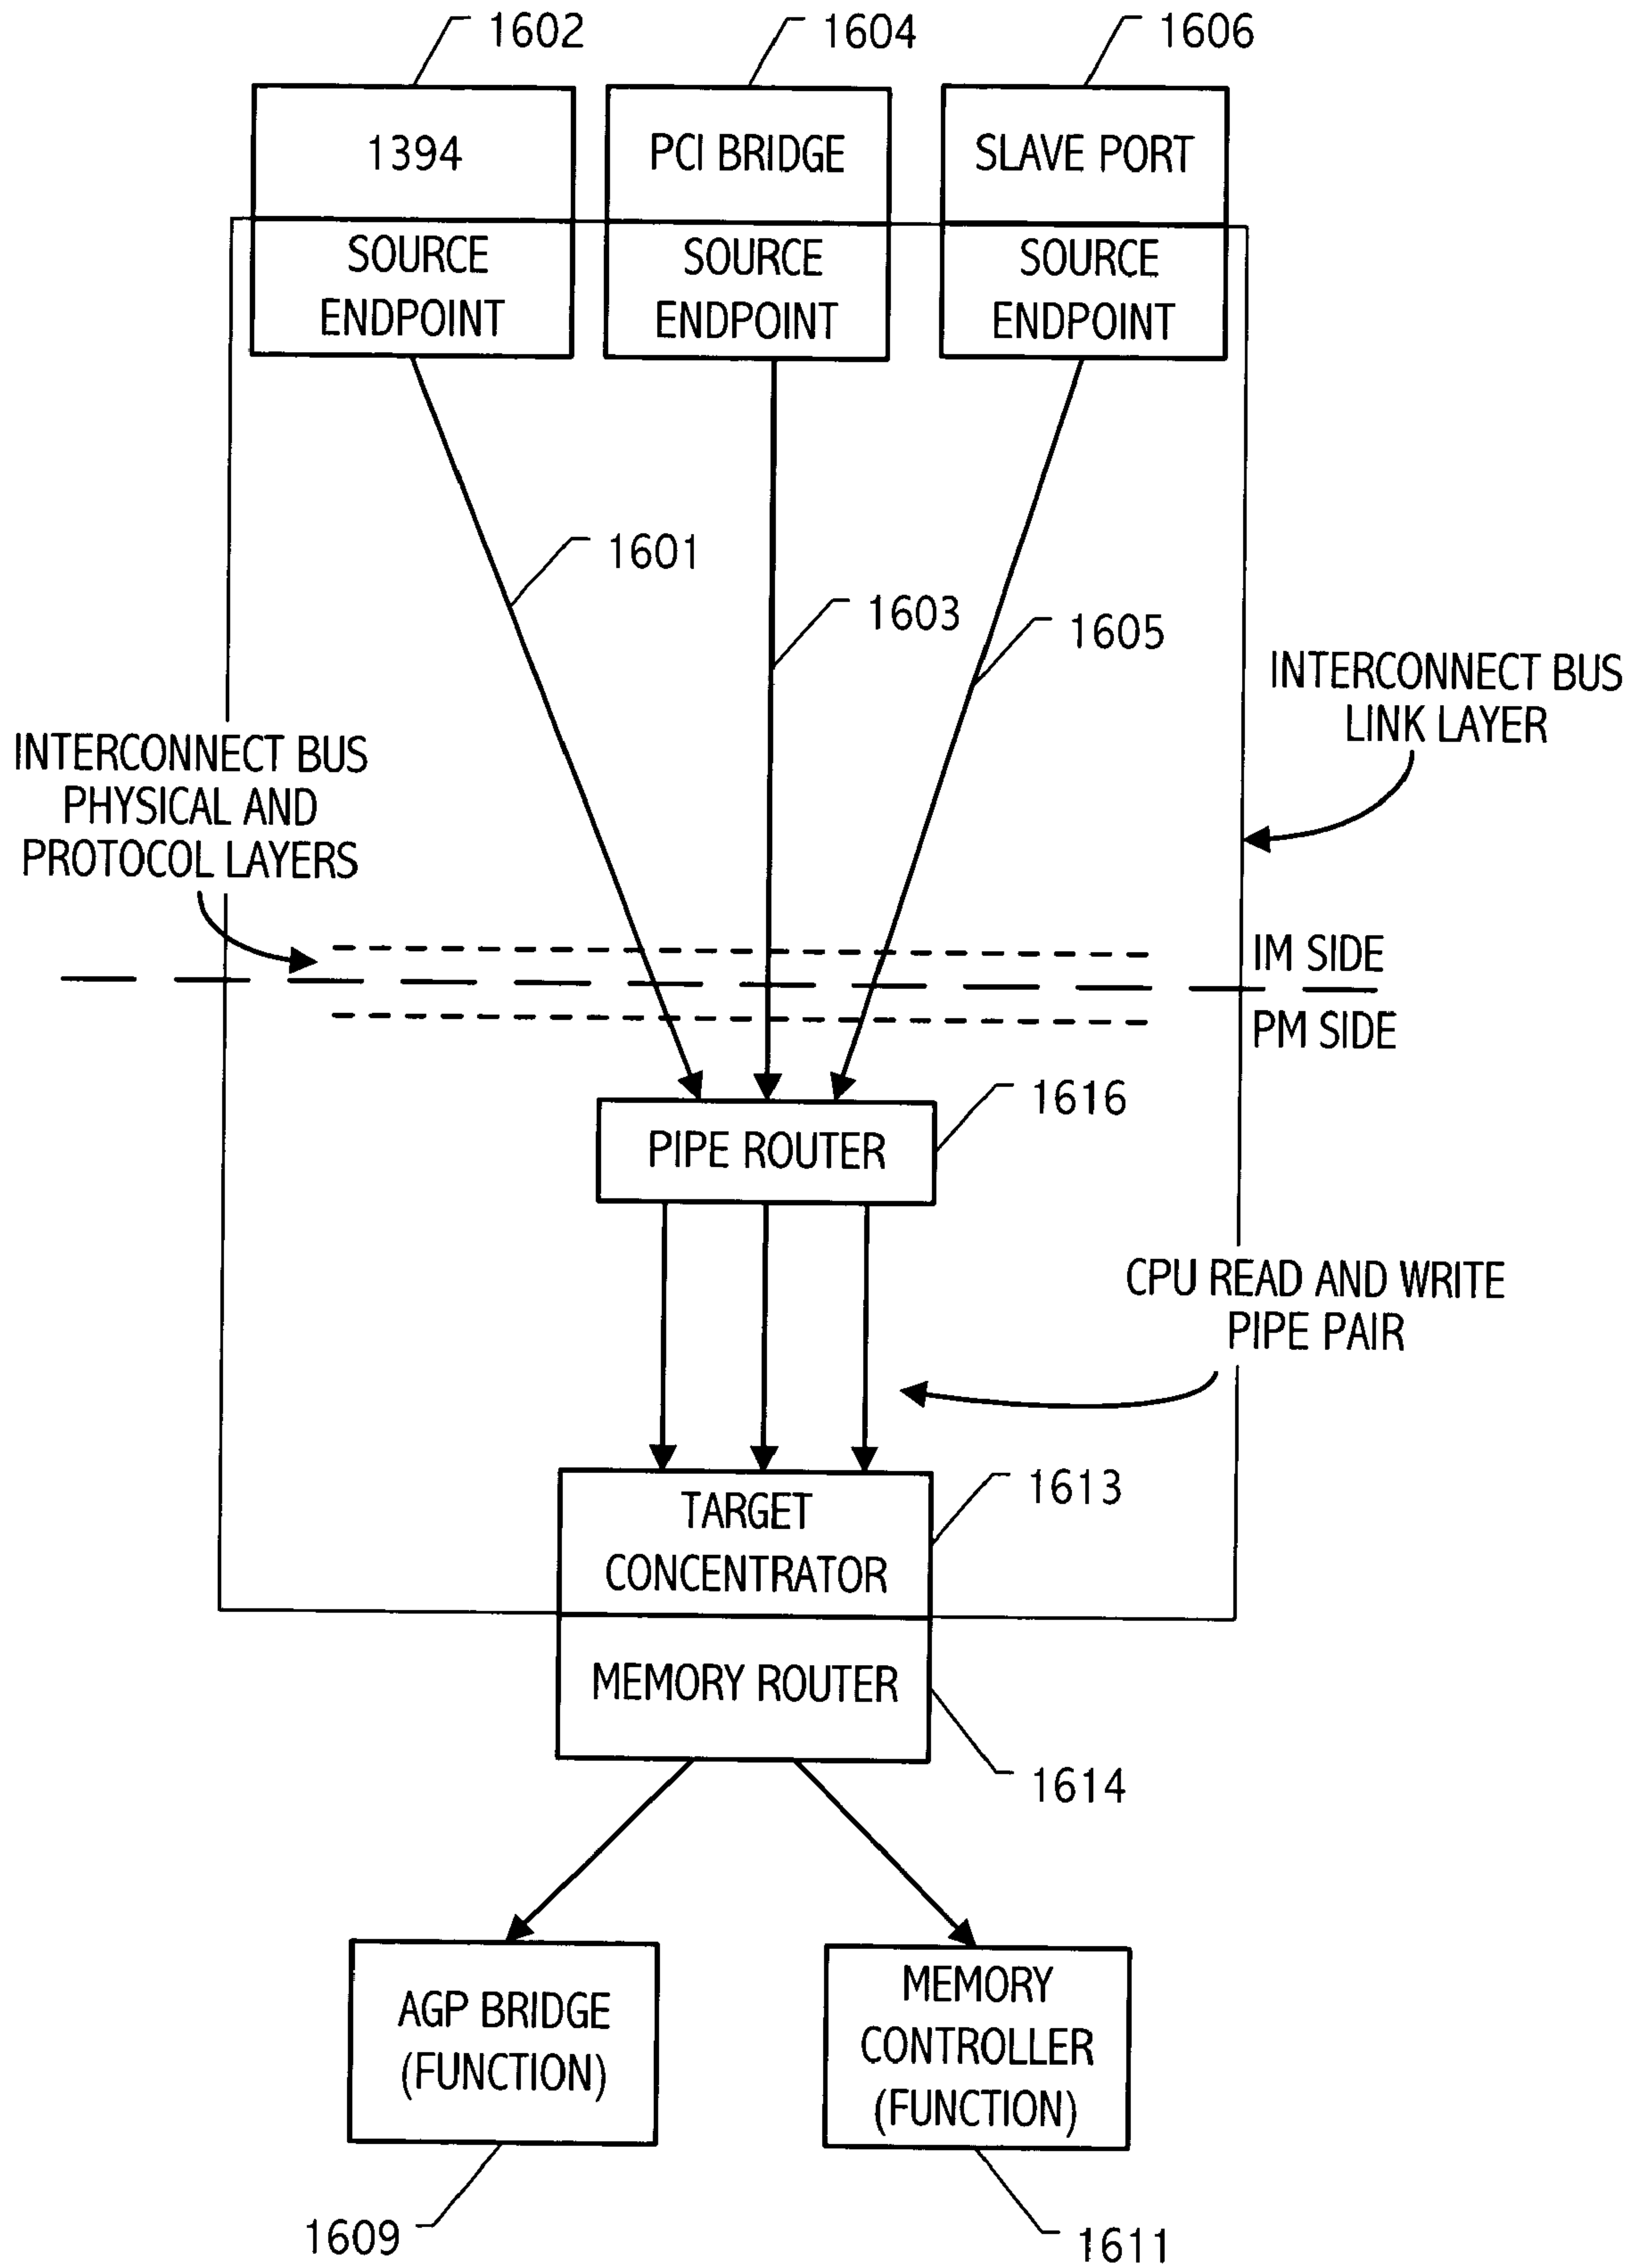 1602
1604
1606
1394
PCI BRIDGE
SLAVE PORT
SOURCE
ENDPOINT
SOURCE
ENDPOINT
SOURCE
ENDPOINT
1601
1603
1605
INTERCONNECT BUS
LINK LAYER
INTERCONNECT BUS
PHYSICAL AND
PROTOCOL LAYERS
IM SIDE
PM SIDE
1616
PIPE ROUTER
CPU READ AND WRITE
PIPE PAIR
1613
TARGET
CONCENTRATOR
MEMORY ROUTER
1614
AGP BRIDGE
(FUNCTION)
MEMORY
CONTROLLER
(FUNCTION)
1609
1611